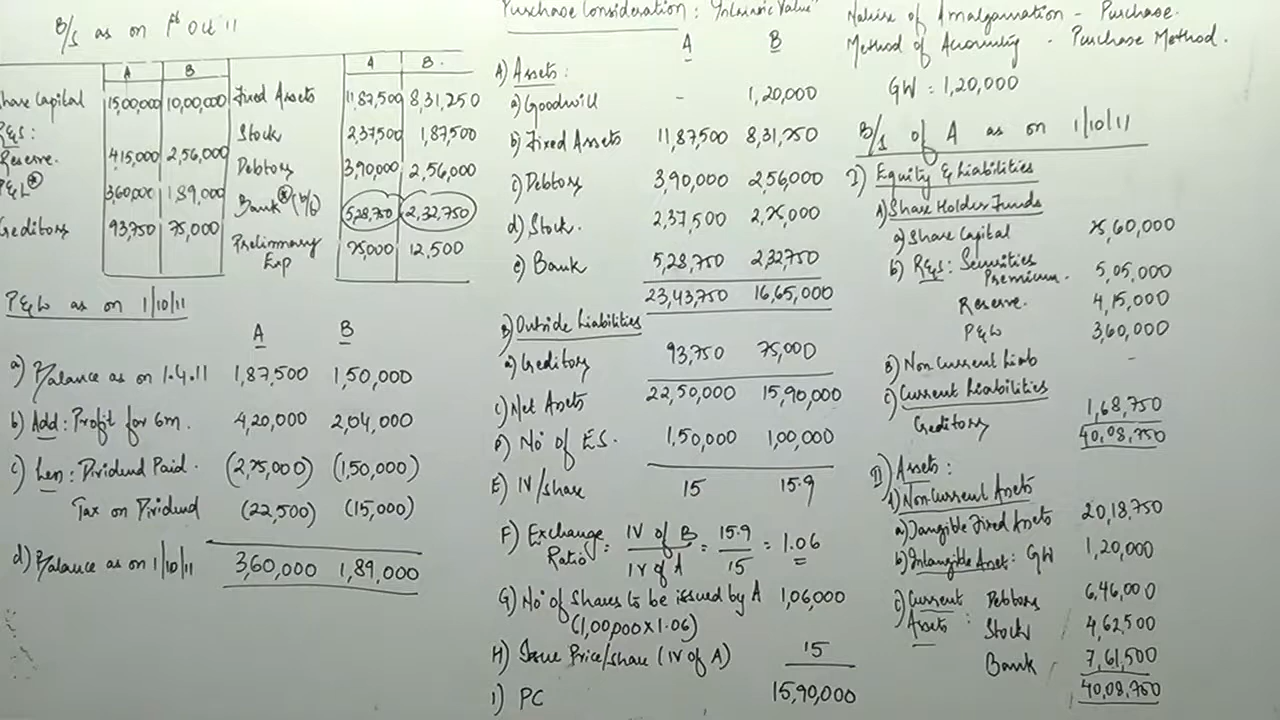 B/s as on 1st Oct 11
A B A B.
Share Capital 15,00,000 10,00,000 Fixed Assets 11,87,500 8,31,250
R&S: Stock 2,37,500 1,87,500
Reserve. 415,000 2,56,000 Debtors 3,90,000 2,56,000
P&L* 3,60,000 1,89,000 Bank* (b/f) 5,28,750 2,32,750
Creditors 93,750 75,000 Preliminary Exp 25,000 12,500
P&L as on 1/10/11
A B
a) Balance as on 1.4.11 1,87,500 1,50,000
b) Add: Profit for 6m. 4,20,000 2,04,000
c) Less: Dividend Paid. (2,25,000) (1,50,000)
Tax on Dividend (22,500) (15,000)
d) Balance as on 1/10/11 3,60,000 1,89,000
Purchase Consideration: "Intrinsic Value"
A B
A) Assets:
a) Goodwill - 1,20,000
b) Fixed Assets 11,87,500 8,31,250
c) Debtors 3,90,000 2,56,000
d) Stock. 2,37,500 2,25,000
e) Bank 5,28,750 2,32,750
23,43,750 16,65,000
B) Outside Liabilities
a) Creditors 93,750 75,000
C) Net Assets 22,50,000 15,90,000
D) No of ES. 1,50,000 1,00,000
E) IV/share 15 15.9
F) Exchange Ratio = IV of B / IV of A = 15.9 / 15 = 1.06
G) No of Shares to be issued by A 1,06,000
(1,00,000 x 1.06)
H) Issue Price/share (IV of A) 15
I) PC 15,90,000
Nature of Amalgamation - Purchase.
Method of Accounting - Purchase Method.
GW = 1,20,000
B/s of A as on 1/10/11
I) Equity & Liabilities
A) Share Holder Funds
a) Share Capital 25,60,000
b) R&S: Securities Premium. 5,05,000
Reserve. 4,15,000
P&L 3,60,000
B) Non Current Liab -
C) Current Liabilities
Creditors 1,68,750
40,08,750
II) Assets:
A) Non Current Assets
a) Tangible Fixed Assets 20,18,750
b) Intangible Asset: GW 1,20,000
c) Current Assets: Debtors 6,46,000
Stock 4,62,500
Bank 7,61,500
40,08,750